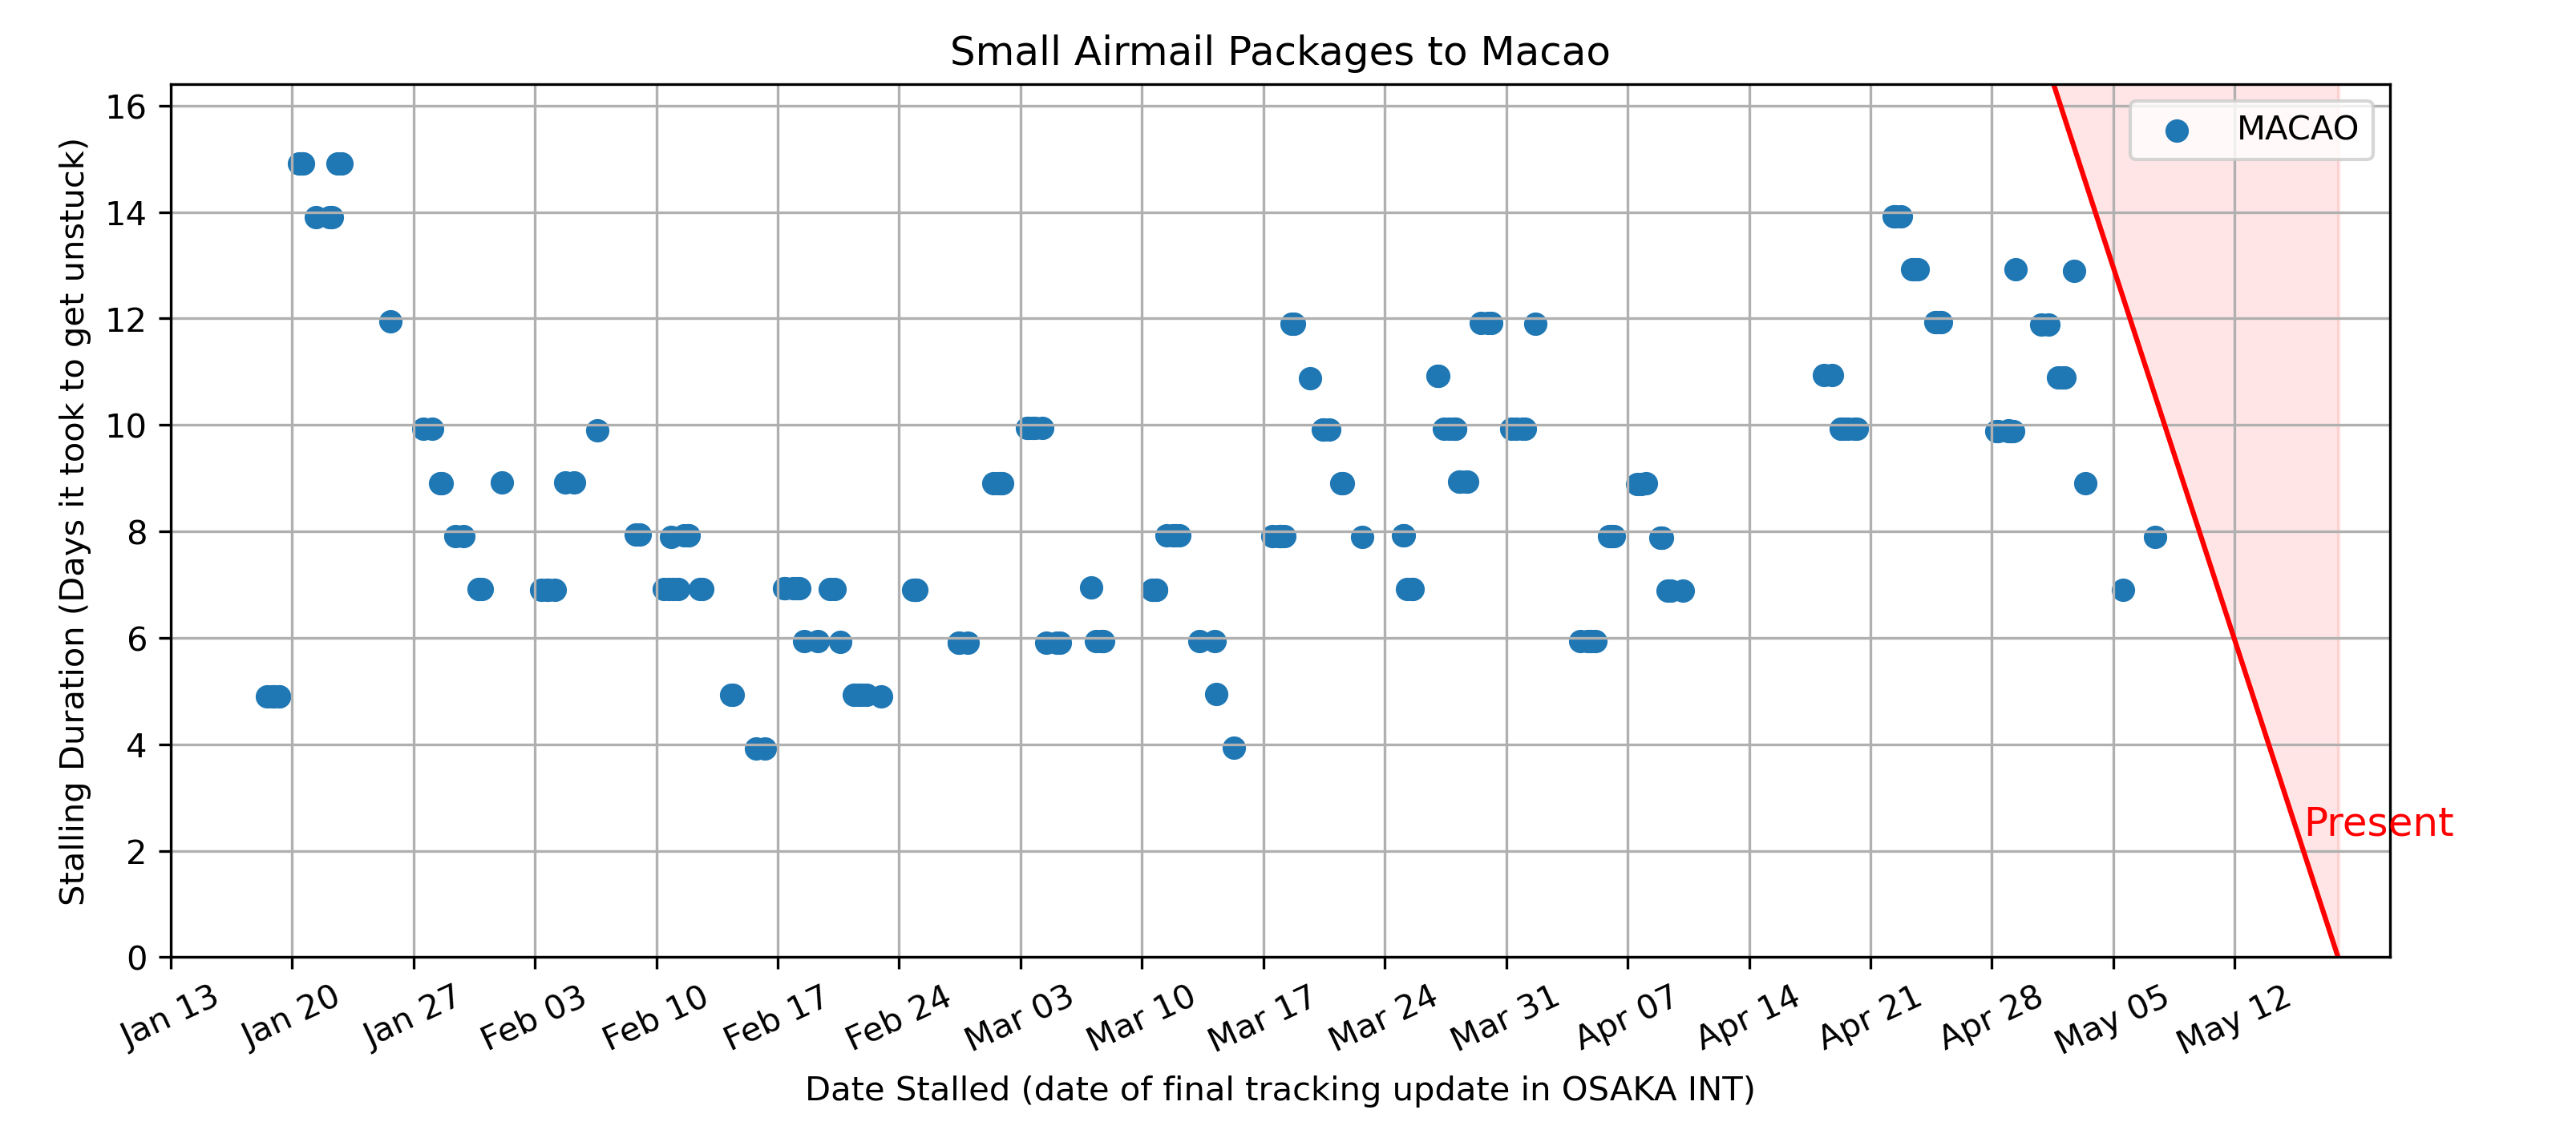 Small Airmail Packages to Macao
MACAO
Present
Stalling Duration (Days it took to get unstuck)
16
14
12
10
8
6
4
2
0
Jan 13
Jan 20
Jan 27
Feb 03
Feb 10
Feb 17
Feb 24
Mar 03
Mar 10
Mar 17
Mar 24
Mar 31
Apr 07
Apr 14
Apr 21
Apr 28
May 05
May 12
Date Stalled (date of final tracking update in OSAKA INT)